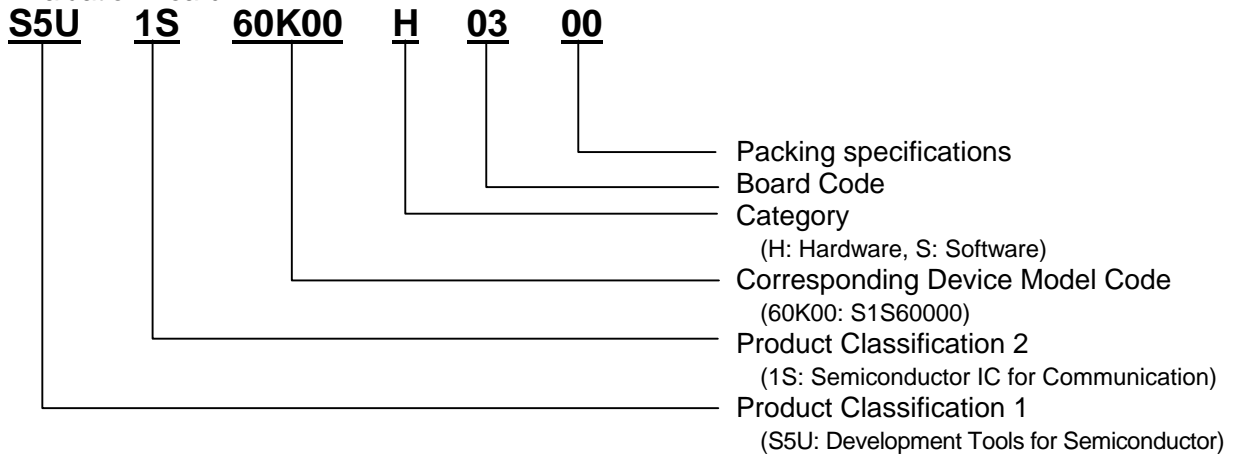 S5U 1S 60K00 H 03 00
Packing specifications
Board Code
Category
(H: Hardware, S: Software)
Corresponding Device Model Code
(60K00: S1S60000)
Product Classification 2
(1S: Semiconductor IC for Communication)
Product Classification 1
(S5U: Development Tools for Semiconductor)